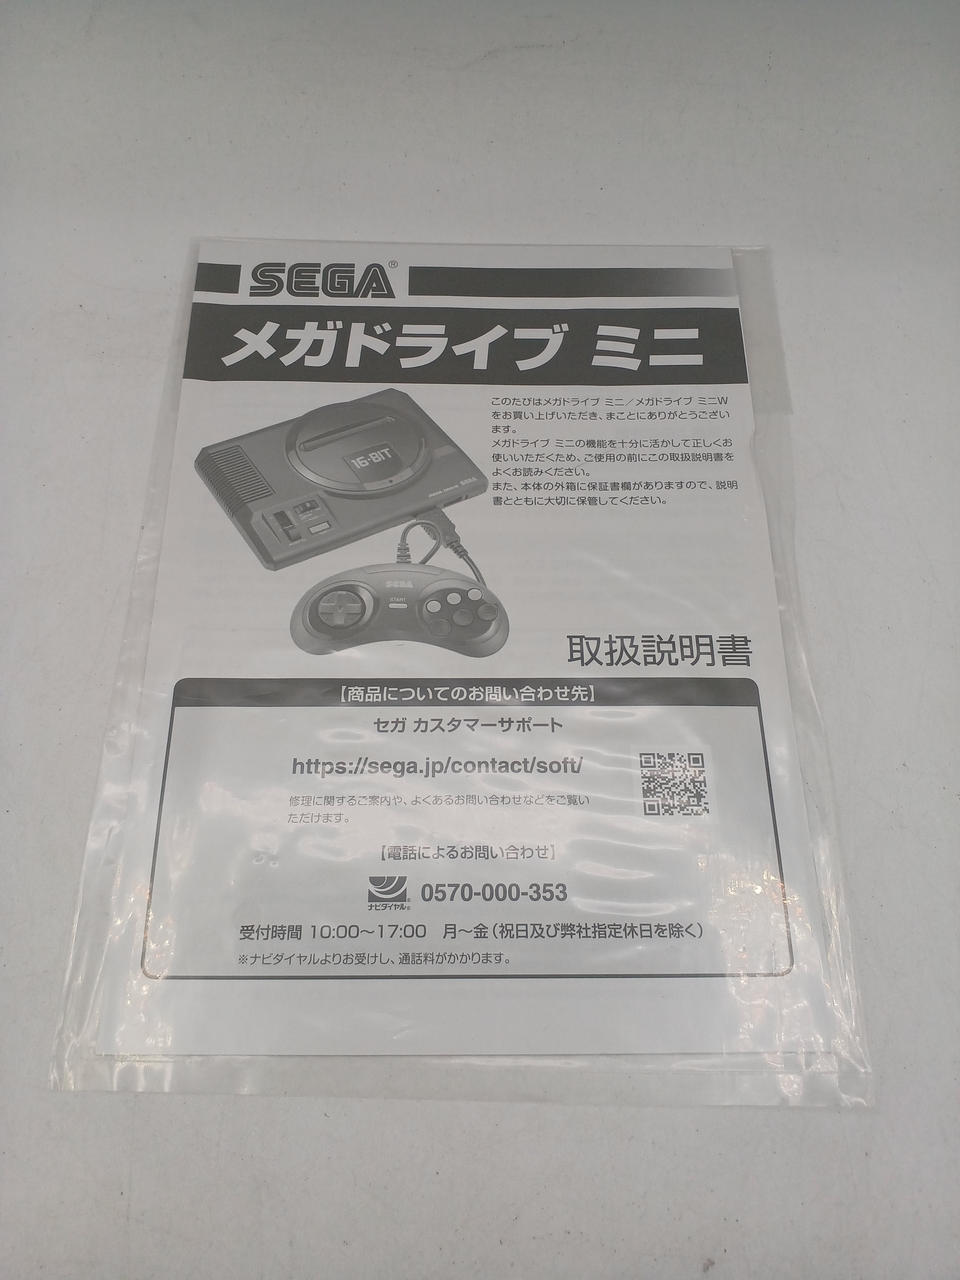 SEGA®
メガドライブ ミニ
このたびはメガドライブ ミニ／メガドライブ ミニW
をお買い上げいただき、まことにありがとうござい
ます。
メガドライブ ミニの機能を十分に活かして正しくお
使いいただくため、ご使用の前にこの取扱説明書を
よくお読みください。
また、本体の外箱に保証書欄がありますので、説明
書とともに大切に保管してください。
16-BIT
SEGA
SEGA
START
取扱説明書
【商品についてのお問い合わせ先】
セガ カスタマーサポート
https://sega.jp/contact/soft/
修理に関するご案内や、よくあるお問い合わせなどをご覧い
ただけます。
【電話によるお問い合わせ】
ナビダイヤル® 0570-000-353
受付時間 10:00～17:00 月～金（祝日及び弊社指定休日を除く）
※ナビダイヤルよりお受けし、通話料がかかります。